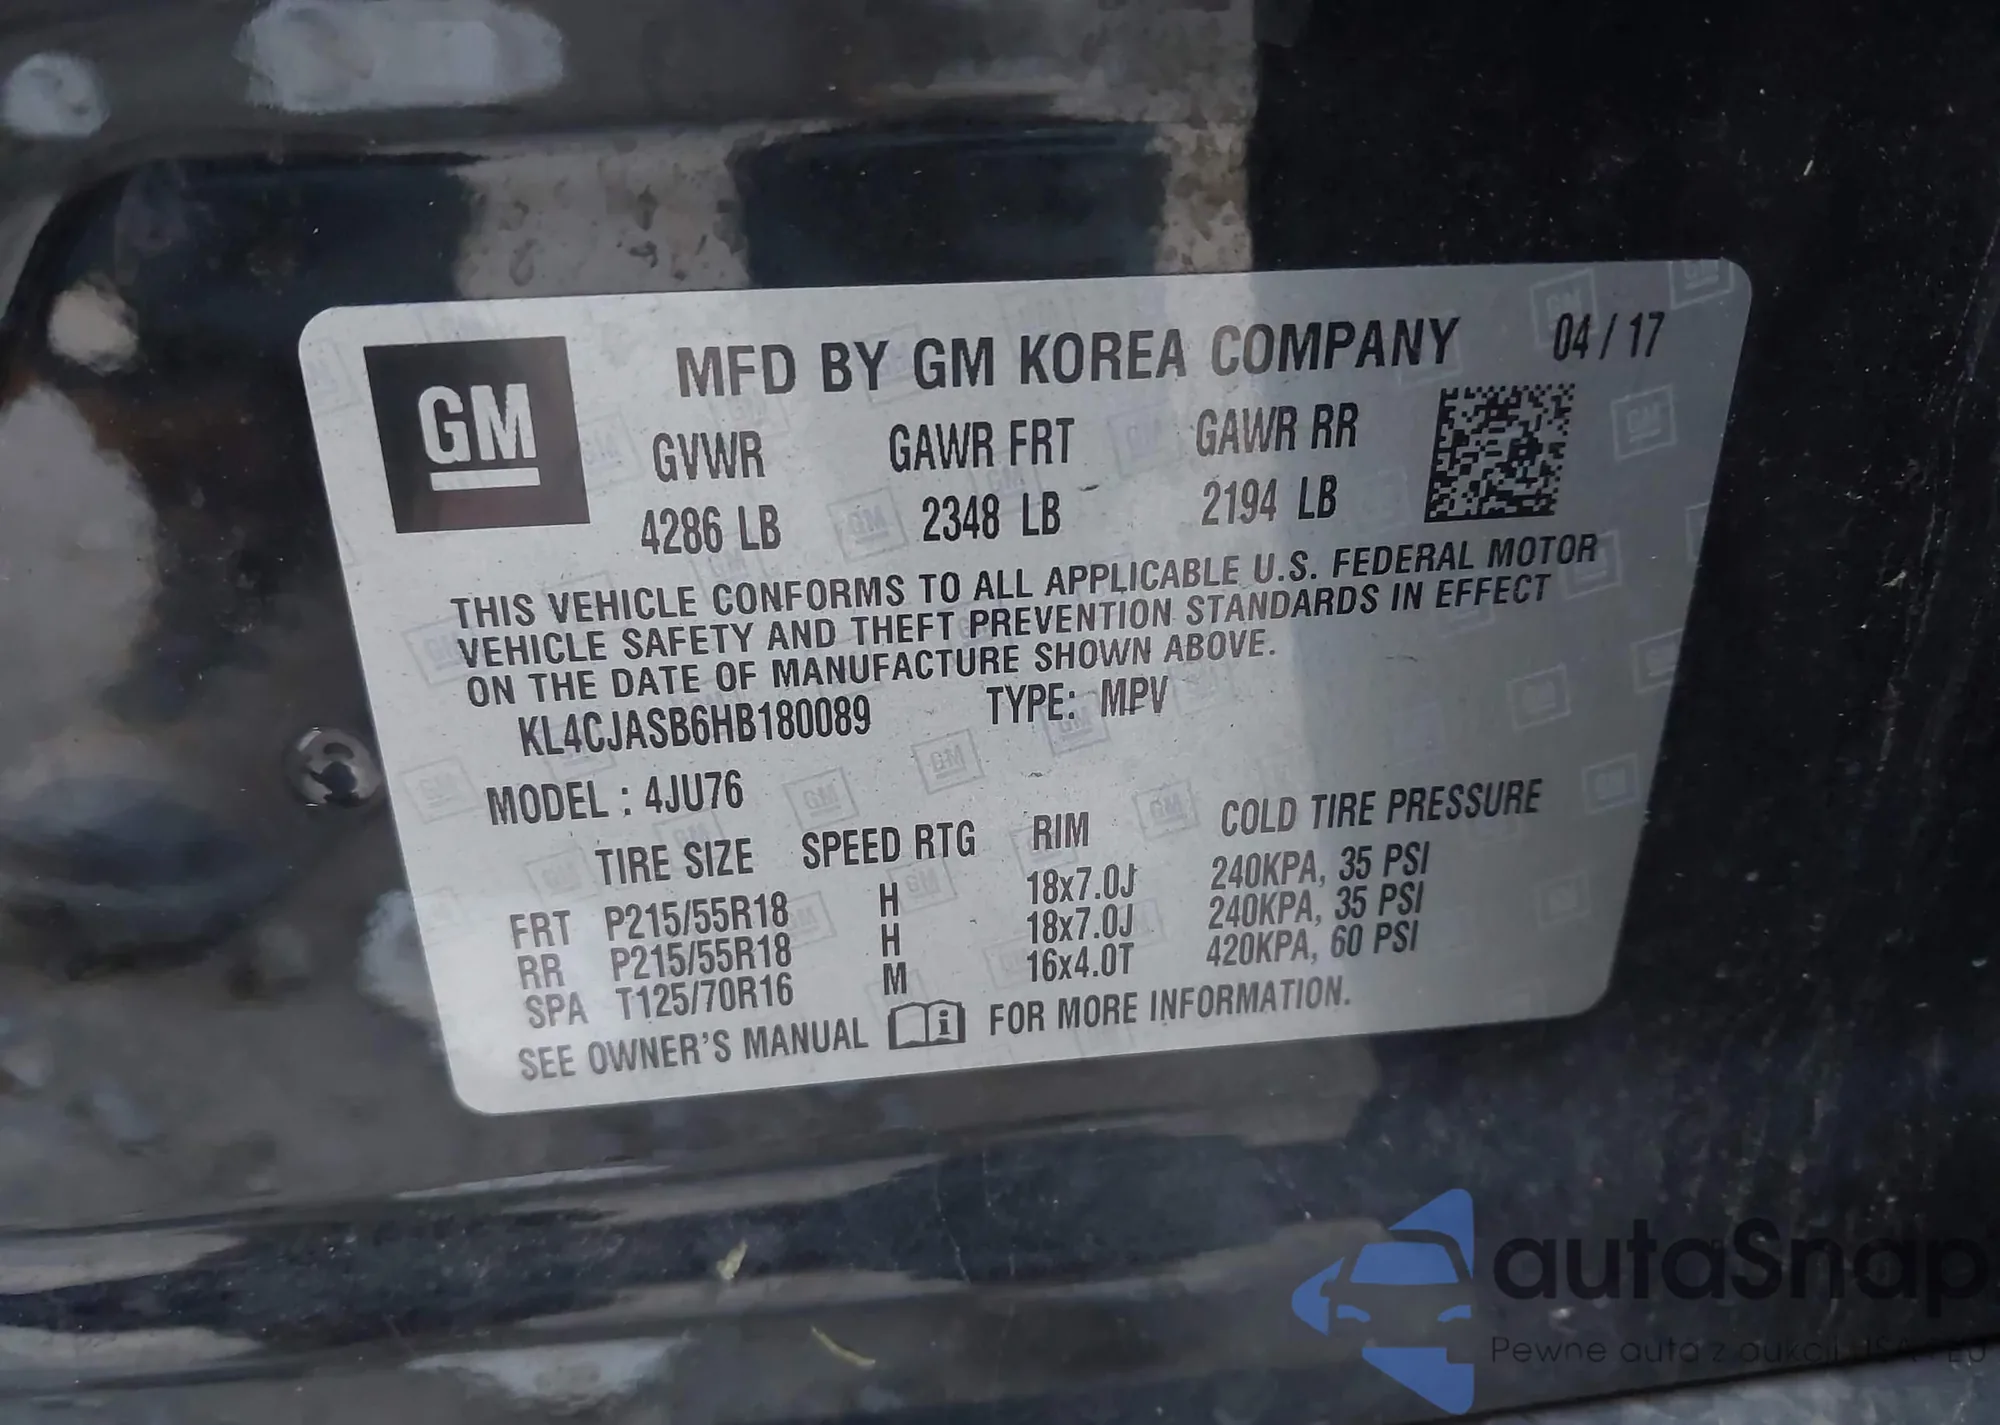 GM
MFD BY GM KOREA COMPANY 04 / 17
GVWR GAWR FRT GAWR RR
4286 LB 2348 LB 2194 LB
THIS VEHICLE CONFORMS TO ALL APPLICABLE U.S. FEDERAL MOTOR
VEHICLE SAFETY AND THEFT PREVENTION STANDARDS IN EFFECT
ON THE DATE OF MANUFACTURE SHOWN ABOVE.
KL4CJASB6HB180089 TYPE: MPV
MODEL : 4JU76
TIRE SIZE SPEED RTG RIM COLD TIRE PRESSURE
FRT P215/55R18 H 18x7.0J 240KPA, 35 PSI
RR P215/55R18 H 18x7.0J 240KPA, 35 PSI
SPA T125/70R16 M 16x4.0T 420KPA, 60 PSI
SEE OWNER'S MANUAL FOR MORE INFORMATION.
autaSnap
Pewne auta z aukcji